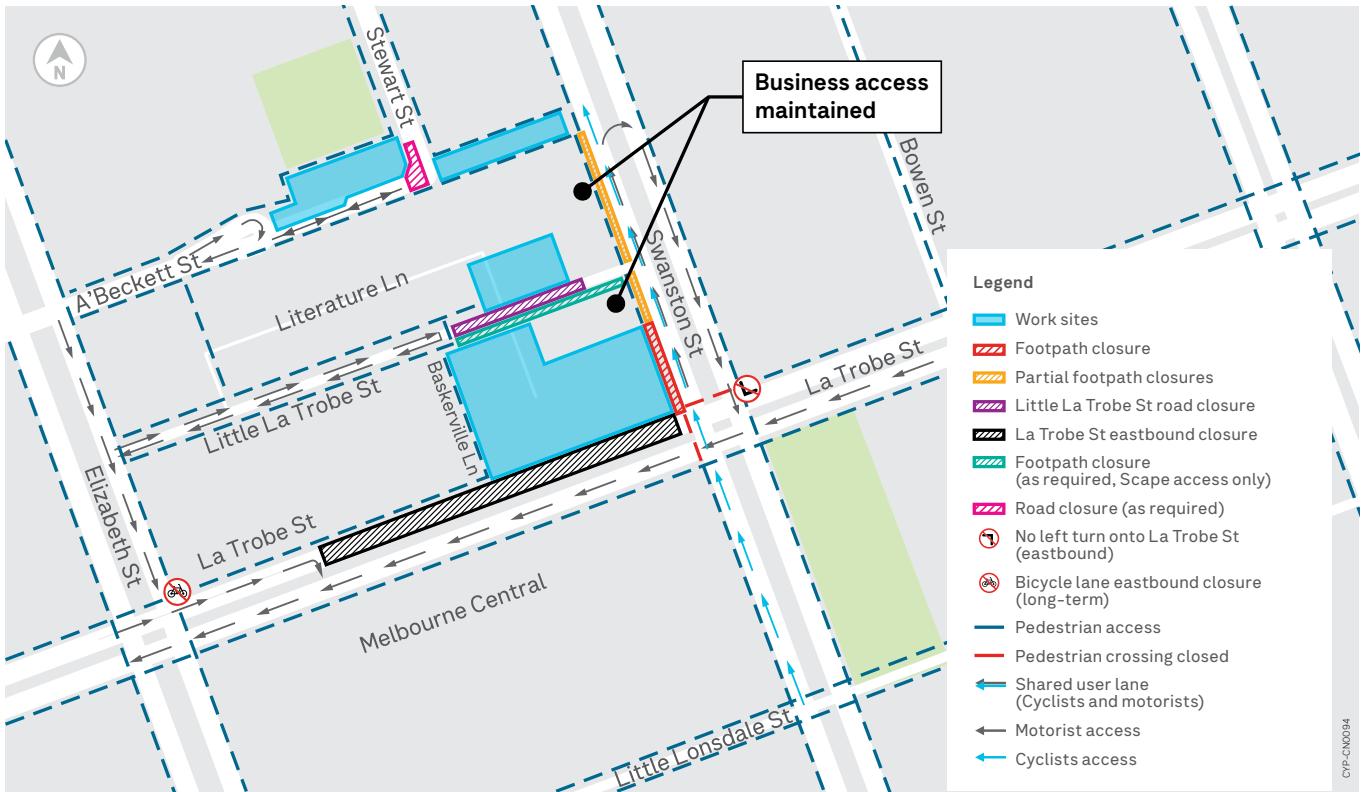 N
Stewart St
Business access
maintained
Bowen St
A'Beckett St
Literature Ln
Swanston St
Little La Trobe St
Baskerville Ln
La Trobe St
Elizabeth St
La Trobe St
Melbourne Central
Little Lonsdale St
Legend
Work sites
Footpath closure
Partial footpath closures
Little La Trobe St road closure
La Trobe St eastbound closure
Footpath closure
(as required, Scape access only)
Road closure (as required)
No left turn onto La Trobe St
(eastbound)
Bicycle lane eastbound closure
(long-term)
Pedestrian access
Pedestrian crossing closed
Shared user lane
(Cyclists and motorists)
Motorist access
Cyclists access
CYP-CN0094